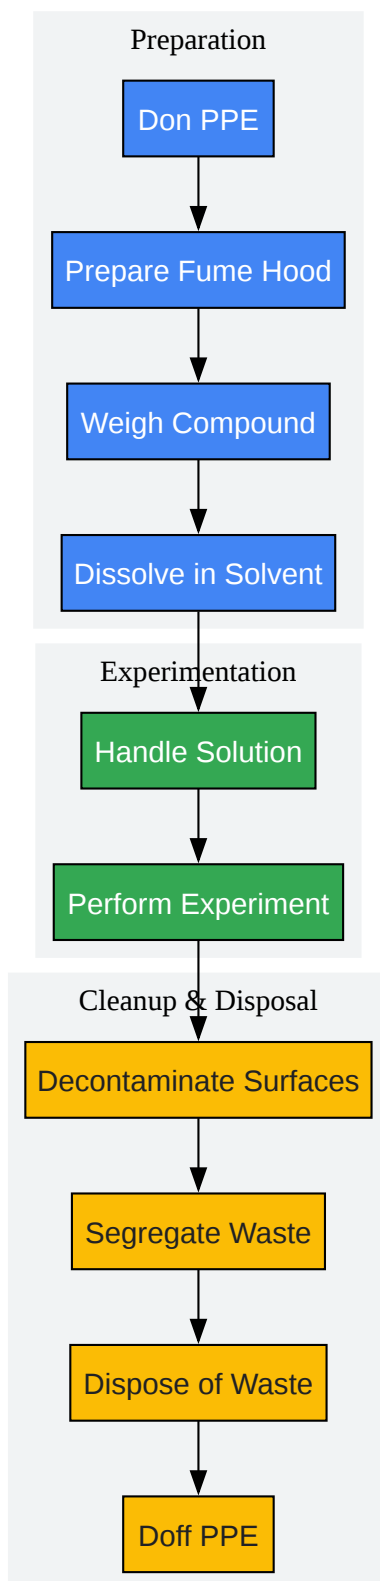 Preparation
Don PPE
Prepare Fume Hood
Weigh Compound
Dissolve in Solvent
Experimentation
Handle Solution
Perform Experiment
Cleanup & Disposal
Decontaminate Surfaces
Segregate Waste
Dispose of Waste
Doff PPE